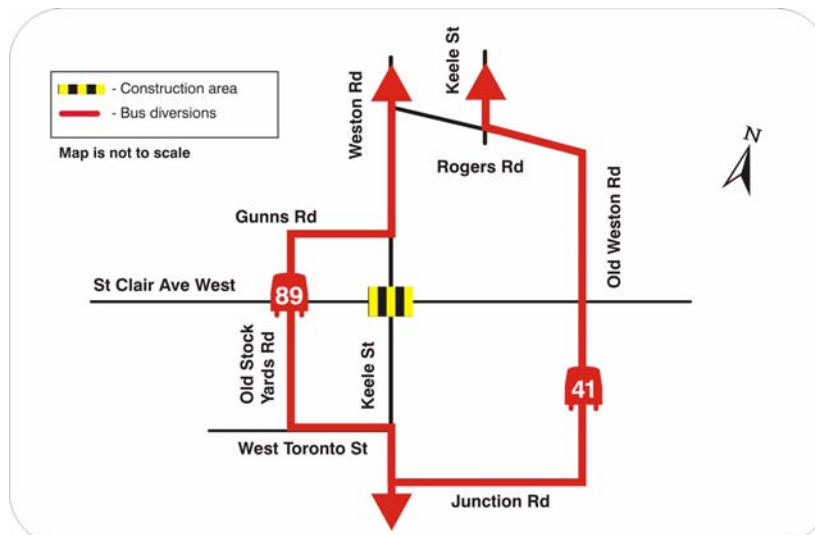 - Construction area
- Bus diversions
Map is not to scale
Weston Rd
Keele St
Rogers Rd
N
Gunns Rd
Old Weston Rd
St Clair Ave West
89
Old Stock
Yards Rd
Keele St
41
West Toronto St
Junction Rd